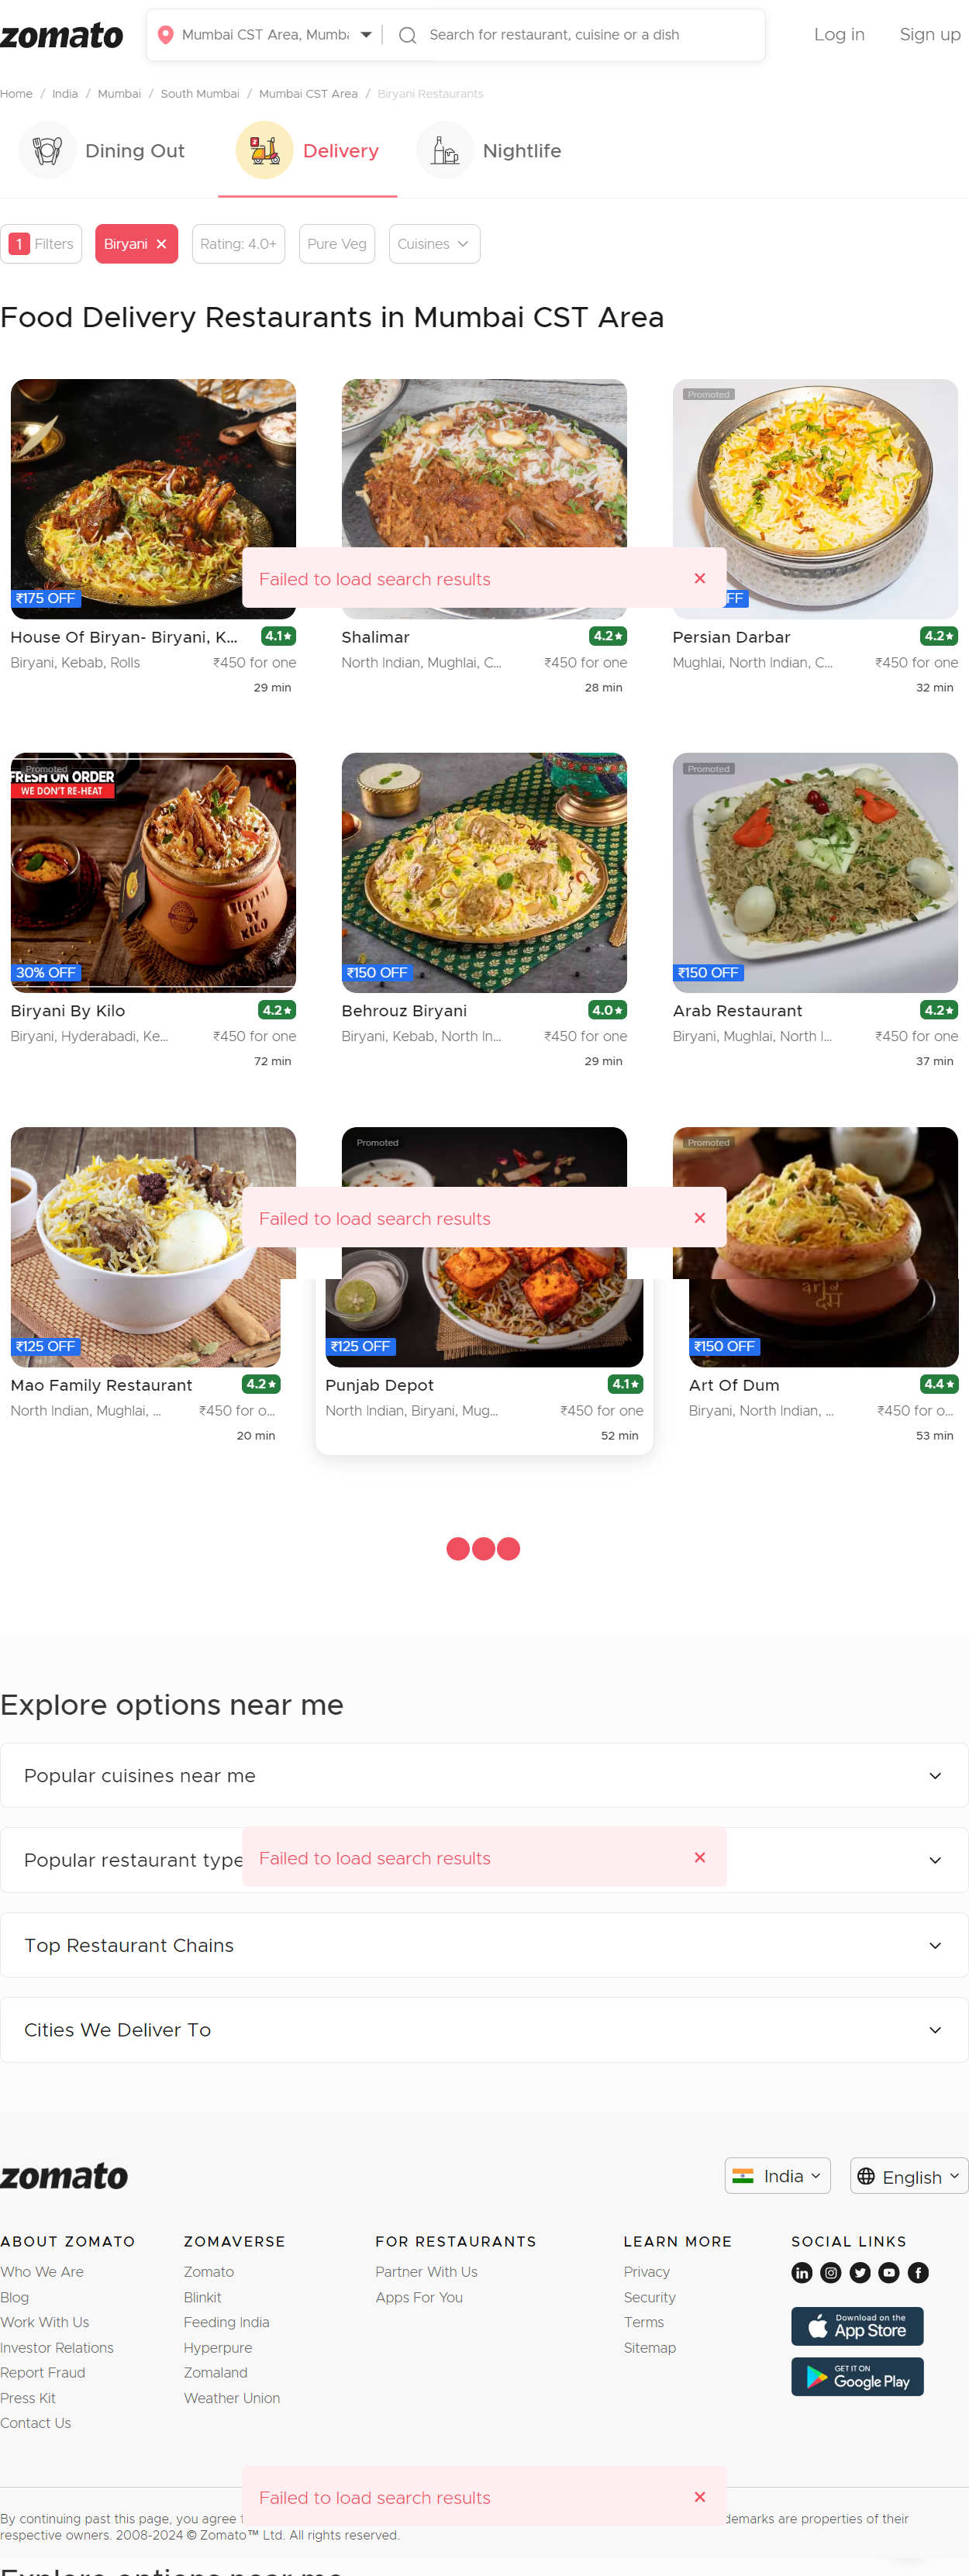 zomato
Mumbai CST Area, Mumba
Search for restaurant, cuisine or a dish
Log in
Sign up
Home / India / Mumbai / South Mumbai / Mumbai CST Area / Biryani Restaurants
Dining Out
Delivery
Nightlife
1 Filters
Biryani
Rating: 4.0+
Pure Veg
Cuisines
Food Delivery Restaurants in Mumbai CST Area
Promoted
Failed to load search results
₹175 OFF
FF
House Of Biryan- Biryani, K... 4.1
Shalimar 4.2
Persian Darbar 4.2
Biryani, Kebab, Rolls ₹450 for one
North Indian, Mughlai, C... ₹450 for one
Mughlai, North Indian, C... ₹450 for one
29 min
28 min
32 min
Promoted
FRESH ON ORDER
WE DON'T RE-HEAT
Promoted
BIRYANI BY KILO
30% OFF
₹150 OFF
₹150 OFF
Biryani By Kilo 4.2
Behrouz Biryani 4.0
Arab Restaurant 4.2
Biryani, Hyderabadi, Ke... ₹450 for one
Biryani, Kebab, North In... ₹450 for one
Biryani, Mughlai, North I... ₹450 for one
72 min
29 min
37 min
Promoted
Promoted
Failed to load search results
₹125 OFF
₹125 OFF
₹150 OFF
Mao Family Restaurant 4.2
Punjab Depot 4.1
Art Of Dum 4.4
North Indian, Mughlai, ... ₹450 for o...
North Indian, Biryani, Mug... ₹450 for one
Biryani, North Indian, ... ₹450 for o...
20 min
52 min
53 min
Explore options near me
Popular cuisines near me
Popular restaurant type
Failed to load search results
Top Restaurant Chains
Cities We Deliver To
zomato
India
English
ABOUT ZOMATO
Who We Are
Blog
Work With Us
Investor Relations
Report Fraud
Press Kit
Contact Us
ZOMAVERSE
Zomato
Blinkit
Feeding India
Hyperpure
Zomaland
Weather Union
FOR RESTAURANTS
Partner With Us
Apps For You
LEARN MORE
Privacy
Security
Terms
Sitemap
SOCIAL LINKS
Download on the
App Store
GET IT ON
Google Play
Failed to load search results
By continuing past this page, you agree demarks are properties of their
respective owners. 2008-2024 © Zomato™ Ltd. All rights reserved.
Explore options near me